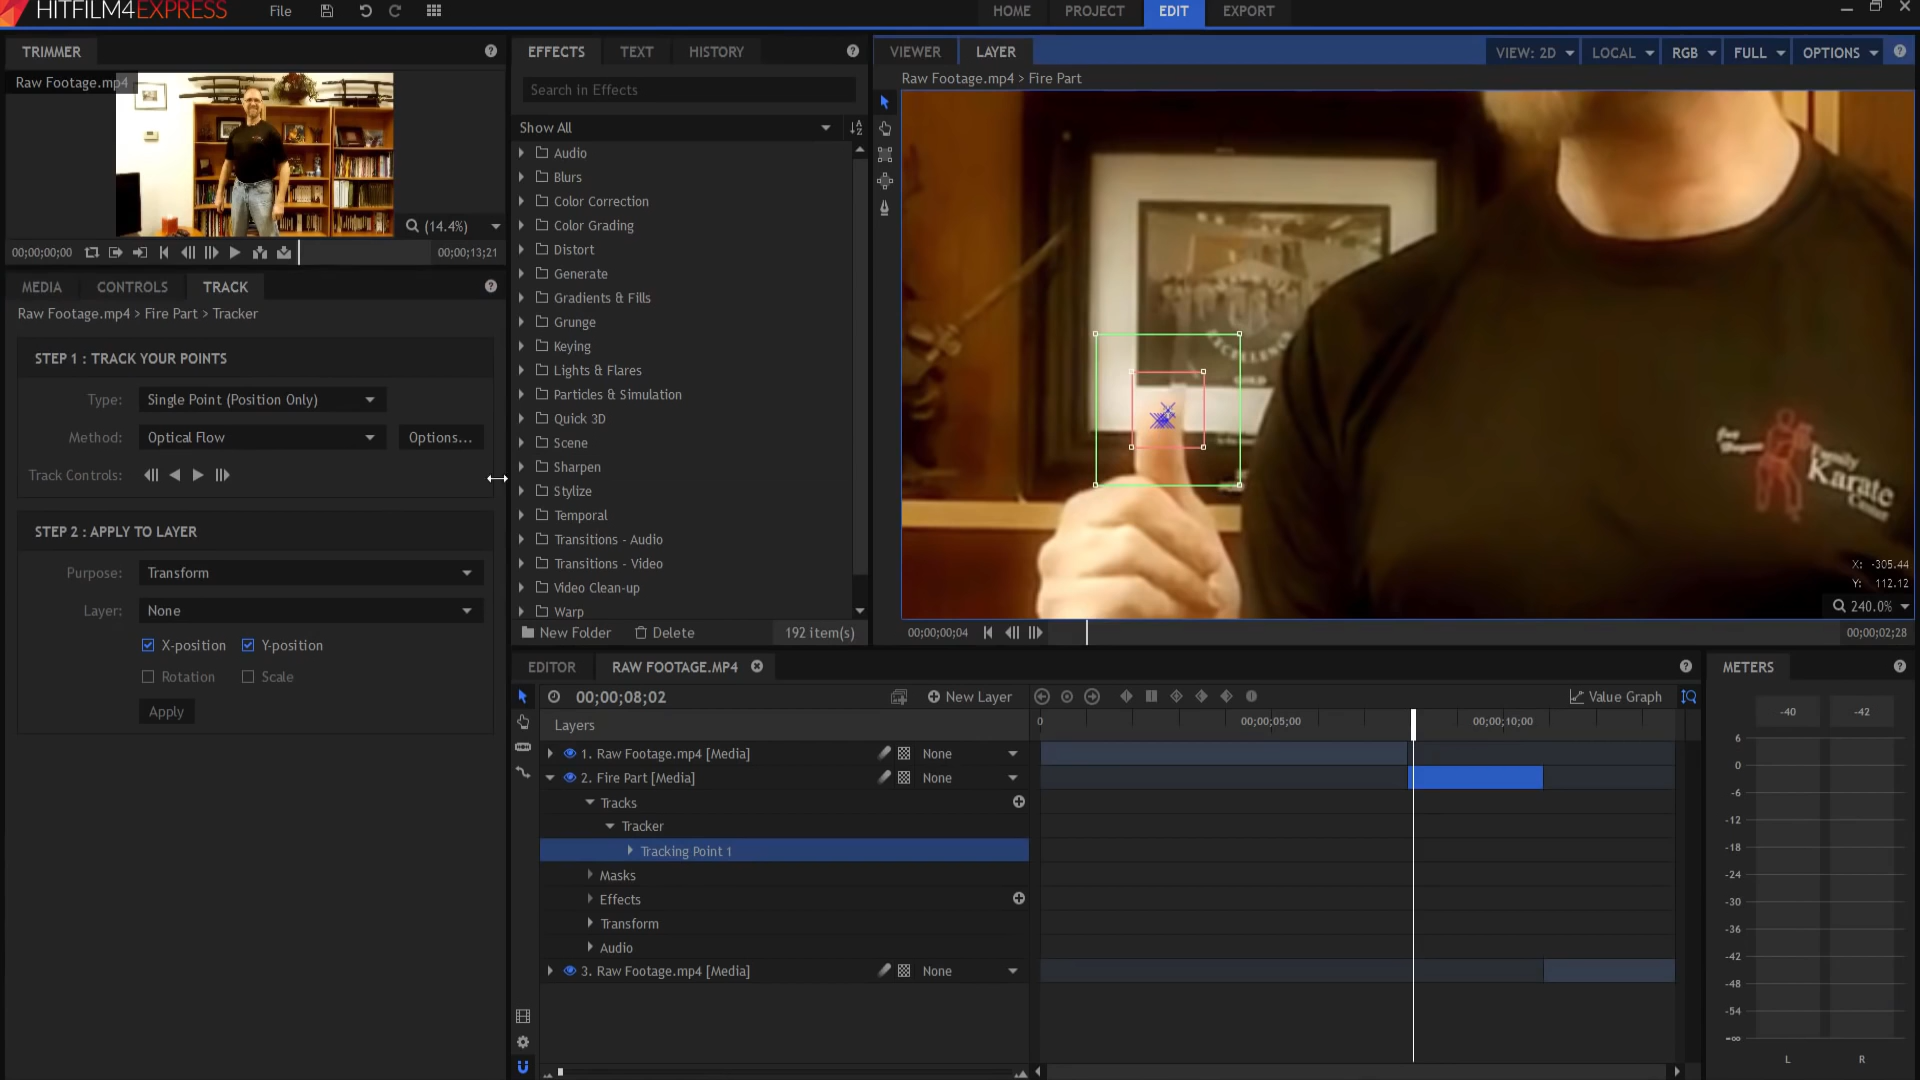 HITFILM4EXPRESS
File
HOME
PROJECT
EDIT
EXPORT
TRIMMER
Raw Footage.mp4
(14.4%)
00;00;00;00
00;00;13;21
MEDIA
CONTROLS
TRACK
Raw Footage.mp4 > Fire Part > Tracker
STEP 1 : TRACK YOUR POINTS
Type: Single Point (Position Only)
Method: Optical Flow Options...
Track Controls:
STEP 2 : APPLY TO LAYER
Purpose: Transform
Layer: None
X-position Y-position
Rotation Scale
Apply
EFFECTS
TEXT
HISTORY
Search in Effects
Show All
Audio
Blurs
Color Correction
Color Grading
Distort
Generate
Gradients & Fills
Grunge
Keying
Lights & Flares
Particles & Simulation
Quick 3D
Scene
Sharpen
Stylize
Temporal
Transitions - Audio
Transitions - Video
Video Clean-up
Warp
New Folder Delete 192 item(s)
VIEWER
LAYER
VIEW: 2D
LOCAL
RGB
FULL
OPTIONS
Raw Footage.mp4 > Fire Part
EXCELLENCE
GOLD
Family
Karate
Center
X: -305.44
Y: 112.12
240.0%
00;00;00;04
00;00;02;28
EDITOR
RAW FOOTAGE.MP4
00;00;08;02
New Layer
Value Graph
Layers
0
00;00;05;00
00;00;10;00
1. Raw Footage.mp4 [Media] None
2. Fire Part [Media] None
Tracks
Tracker
Tracking Point 1
Masks
Effects
Transform
Audio
3. Raw Footage.mp4 [Media] None
METERS
-40 -42
6
0
-6
-12
-18
-24
-30
-36
-42
-48
-54
-∞
L R